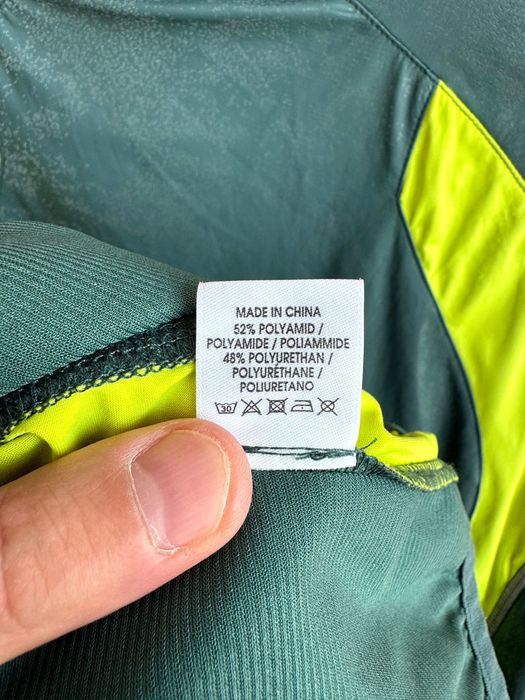 MADE IN CHINA
52% POLYAMID /
POLYAMIDE / POLIAMMIDE
48% POLYURETHAN /
POLYURÉTHANE /
POLIURETANO
30